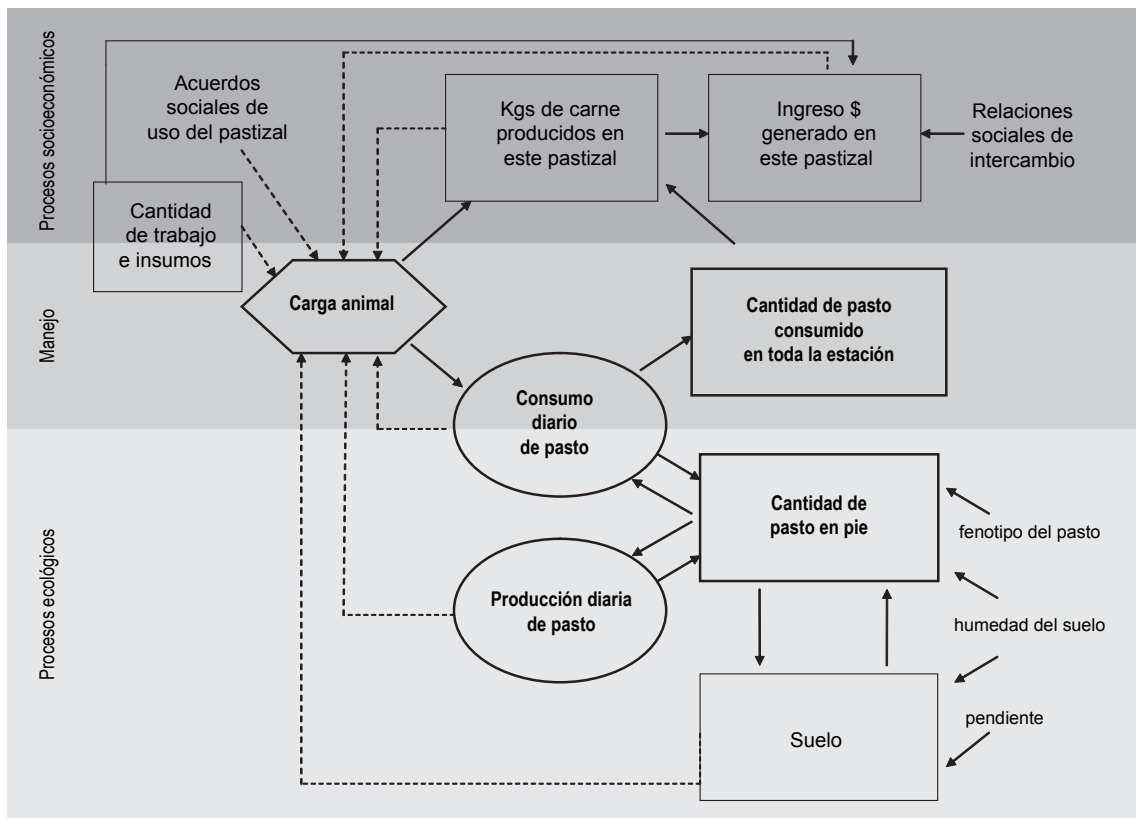 Procesos socioeconómicos
Acuerdos
sociales de
uso del pastizal
Kgs de carne
producidos en
este pastizal
Ingreso $
generado en
este pastizal
Relaciones
sociales de
intercambio
Cantidad
de trabajo
e insumos
Manejo
Carga animal
Cantidad de pasto
consumido
en toda la estación
Consumo
diario
de pasto
Procesos ecológicos
Cantidad de
pasto en pie
fenotipo del pasto
Producción diaria
de pasto
humedad del suelo
Suelo
pendiente